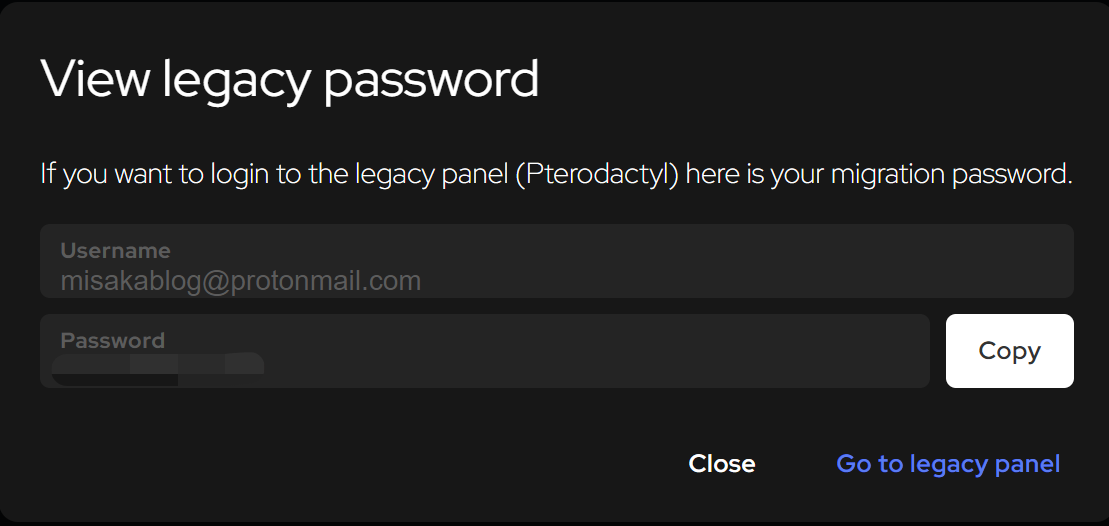 View legacy password
If you want to login to the legacy panel (Pterodactyl) here is your migration password.
Username
misakablog@protonmail.com
Password
Copy
Close
Go to legacy panel